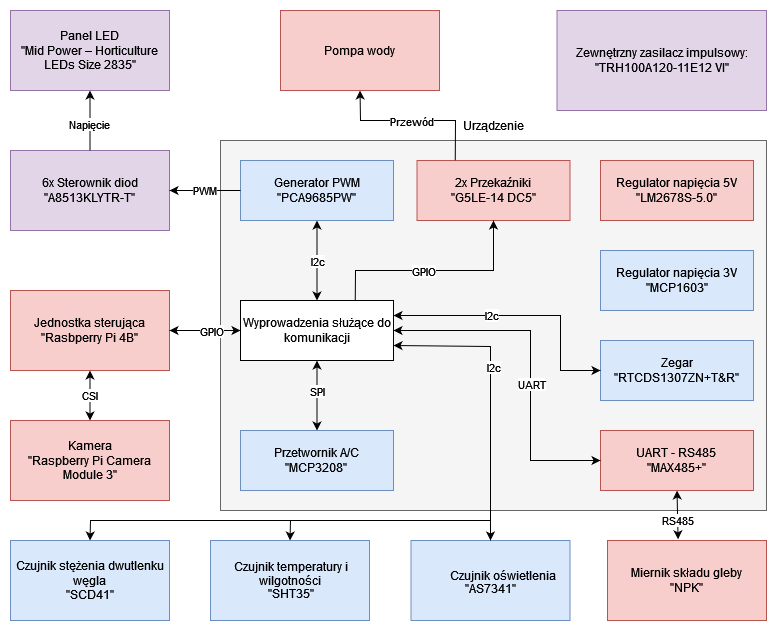 Panel LED
"Mid Power – Horticulture
LEDs Size 2835"
Pompa wody
Zewnętrzny zasilacz impulsowy:
"TRH100A120-11E12 VI"
Napięcie
Przewód
Urządzenie
6x Sterownik diod
"A8513KLYTR-T"
PWM
Generator PWM
"PCA9685PW"
2x Przekaźniki
"G5LE-14 DC5"
Regulator napięcia 5V
"LM2678S-5.0"
I2c
GPIO
Regulator napięcia 3V
"MCP1603"
Jednostka sterująca
"Rasbperry Pi 4B"
GPIO
Wyprowadzenia służące do
komunikacji
I2c
I2c
UART
Zegar
"RTCDS1307ZN+T&R"
CSI
SPI
Kamera
"Raspberry Pi Camera
Module 3"
Przetwornik A/C
"MCP3208"
UART - RS485
"MAX485+"
RS485
Czujnik stężenia dwutlenku
węgla
"SCD41"
Czujnik temperatury i
wilgotności
"SHT35"
Czujnik oświetlenia
"AS7341"
Miernik składu gleby
"NPK"